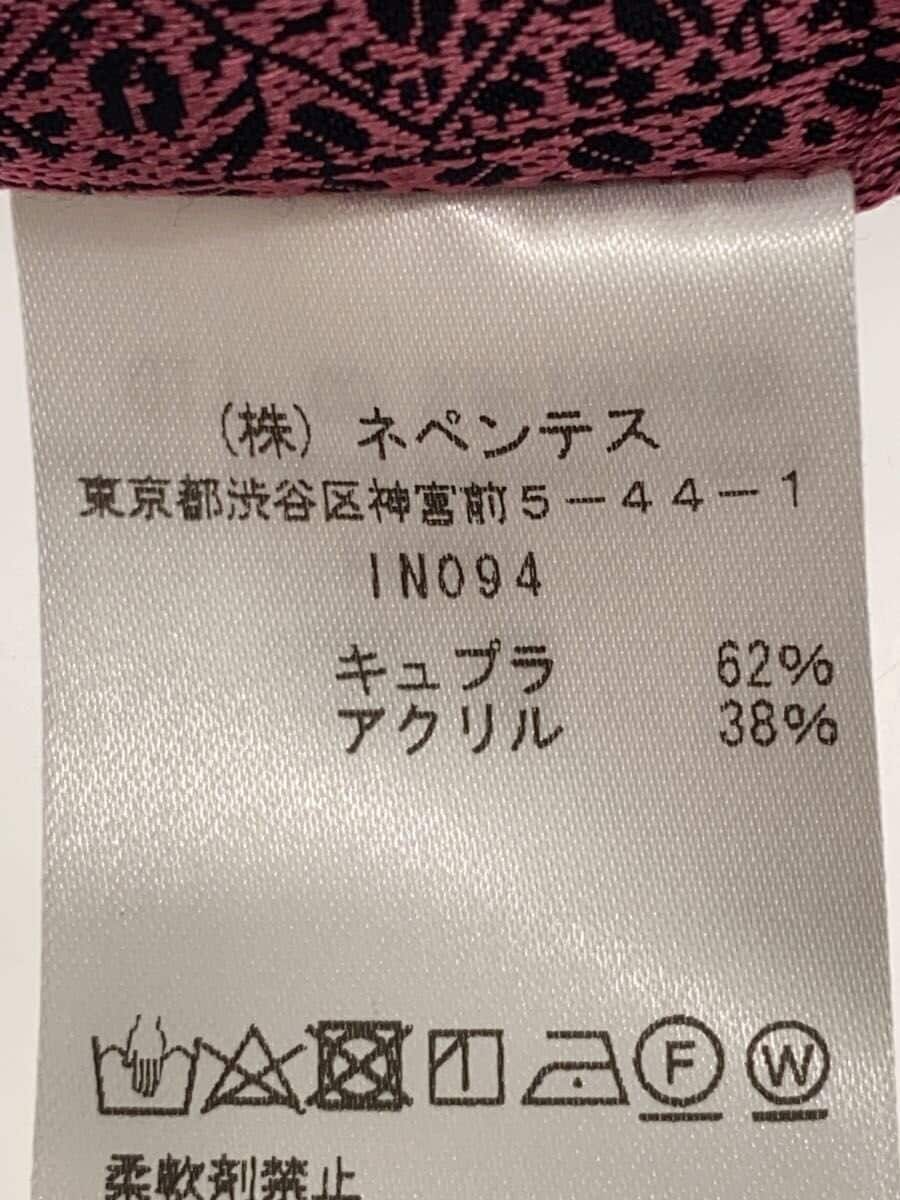 (株) ネペンテス
東京都渋谷区神宮前5-44-1
IN094
キュプラ 62%
アクリル 38%
F W
柔軟剤禁止